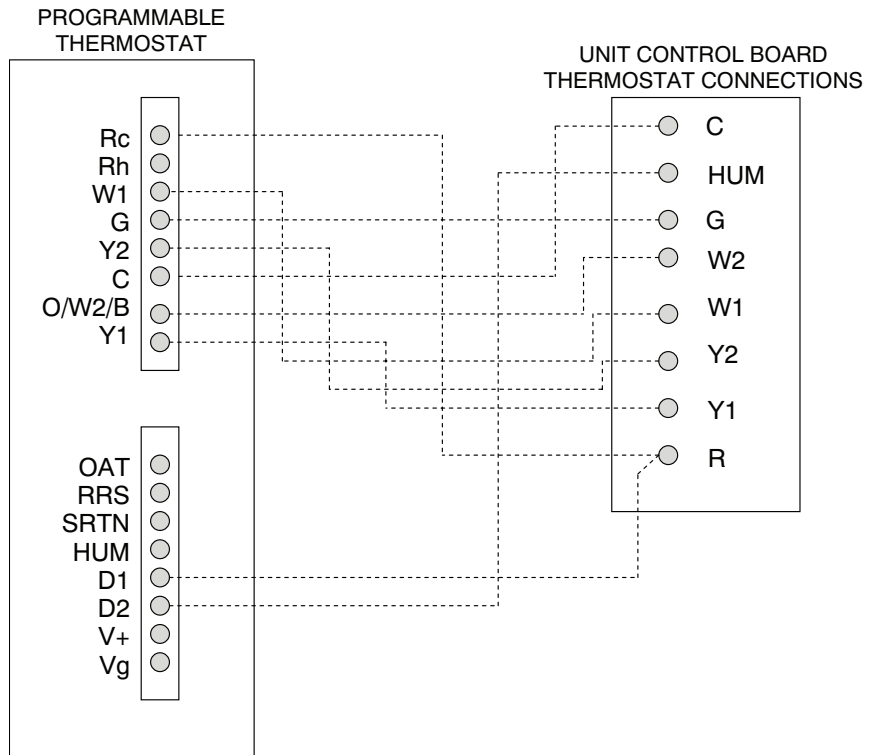 PROGRAMMABLE
THERMOSTAT
UNIT CONTROL BOARD
THERMOSTAT CONNECTIONS
Rc
Rh
W1
G
Y2
C
O/W2/B
Y1
OAT
RRS
SRTN
HUM
D1
D2
V+
Vg
C
HUM
G
W2
W1
Y2
Y1
R